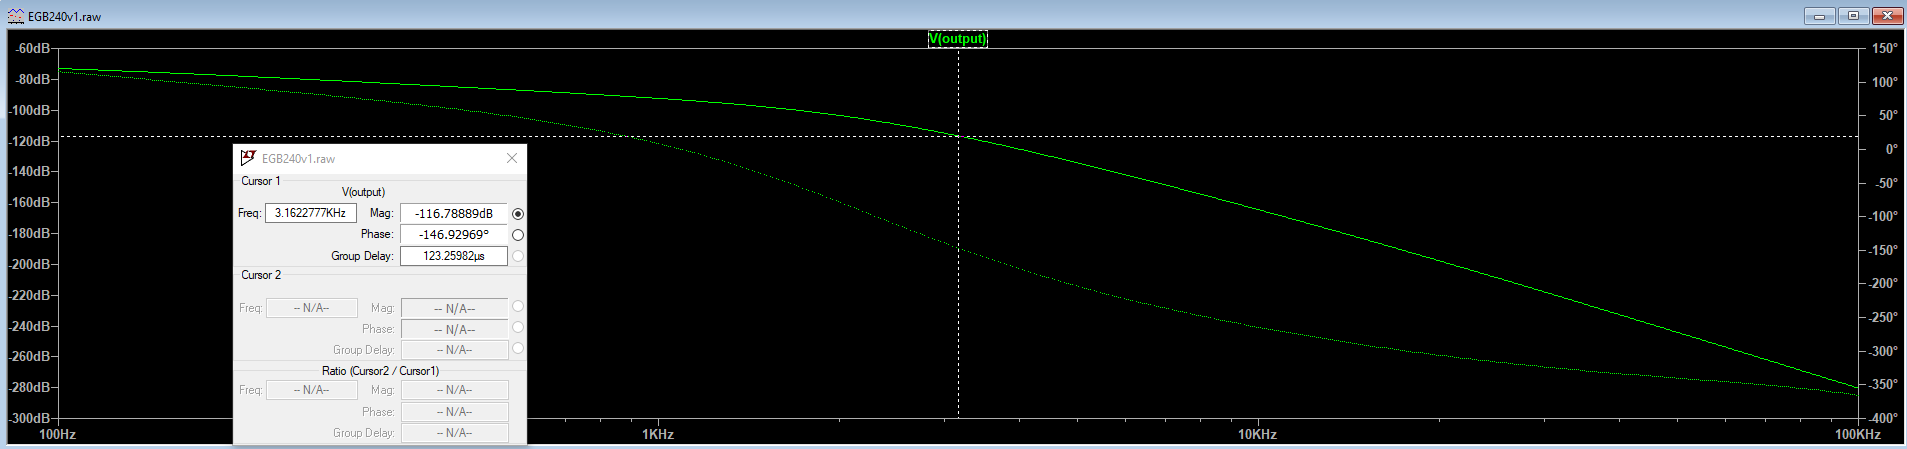 EGB240v1.raw
V(output)
-60dB
-80dB
-100dB
-120dB
-140dB
-160dB
-180dB
-200dB
-220dB
-240dB
-260dB
-280dB
-300dB
150°
100°
50°
0°
-50°
-100°
-150°
-200°
-250°
-300°
-350°
-400°
100Hz
1KHz
10KHz
100KHz
EGB240v1.raw
Cursor 1
V(output)
Freq: 3.1622777KHz Mag: -116.78889dB
Phase: -146.92969°
Group Delay: 123.25982µs
Cursor 2
Freq: -- N/A-- Mag: -- N/A--
Phase: -- N/A--
Group Delay: -- N/A--
Ratio (Cursor2 / Cursor1)
Freq: -- N/A-- Mag: -- N/A--
Phase: -- N/A--
Group Delay: -- N/A--